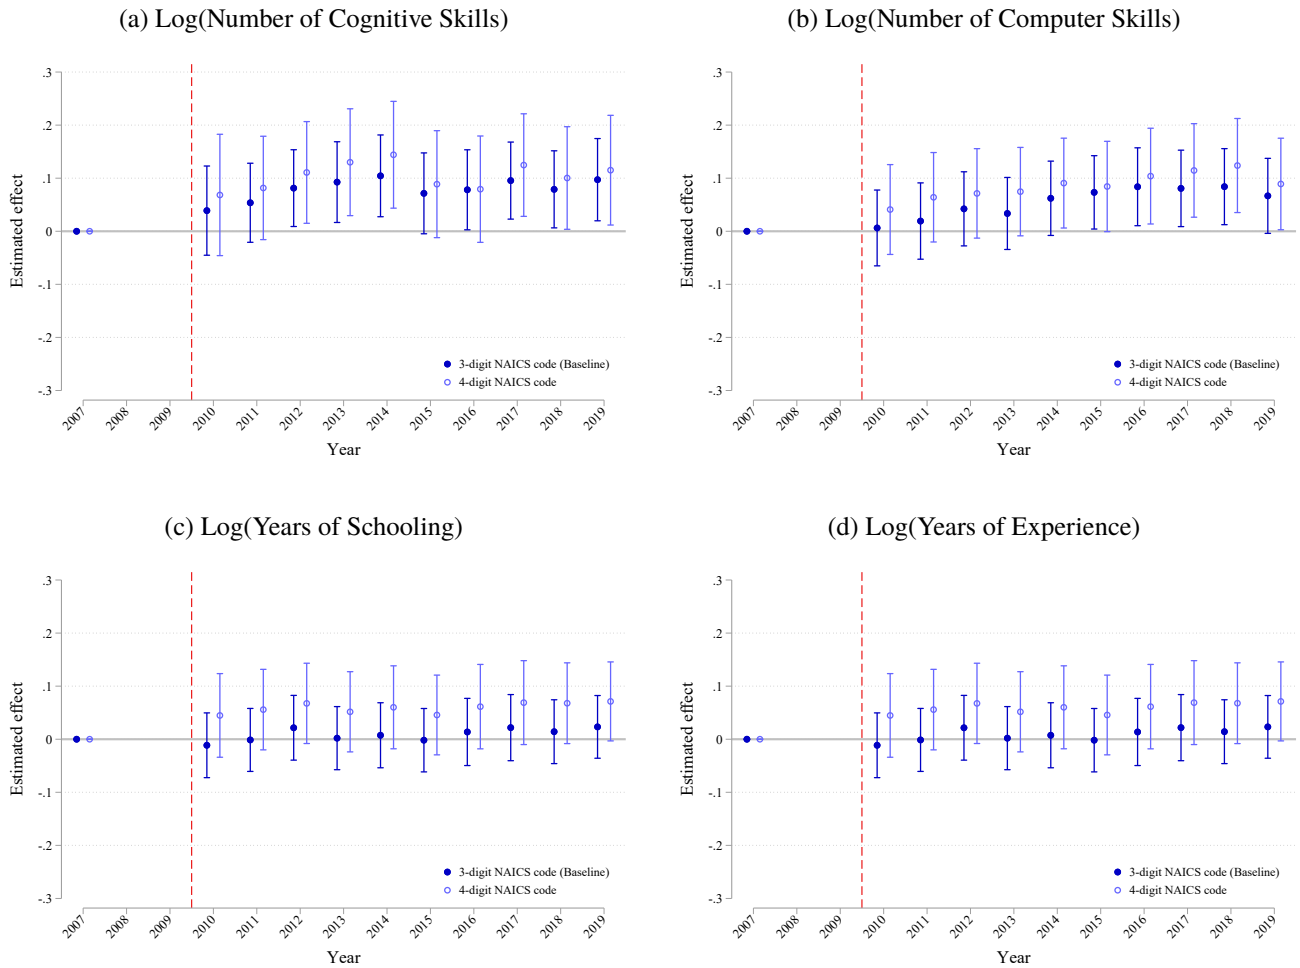 (a) Log(Number of Cognitive Skills)
.3
.2
.1
0
-.1
-.2
-.3
Estimated effect
3-digit NAICS code (Baseline)
4-digit NAICS code
2007 2008 2009 2010 2011 2012 2013 2014 2015 2016 2017 2018 2019
Year
(b) Log(Number of Computer Skills)
.3
.2
.1
0
-.1
-.2
-.3
Estimated effect
3-digit NAICS code (Baseline)
4-digit NAICS code
2007 2008 2009 2010 2011 2012 2013 2014 2015 2016 2017 2018 2019
Year
(c) Log(Years of Schooling)
.3
.2
.1
0
-.1
-.2
-.3
Estimated effect
3-digit NAICS code (Baseline)
4-digit NAICS code
2007 2008 2009 2010 2011 2012 2013 2014 2015 2016 2017 2018 2019
Year
(d) Log(Years of Experience)
.3
.2
.1
0
-.1
-.2
-.3
Estimated effect
3-digit NAICS code (Baseline)
4-digit NAICS code
2007 2008 2009 2010 2011 2012 2013 2014 2015 2016 2017 2018 2019
Year